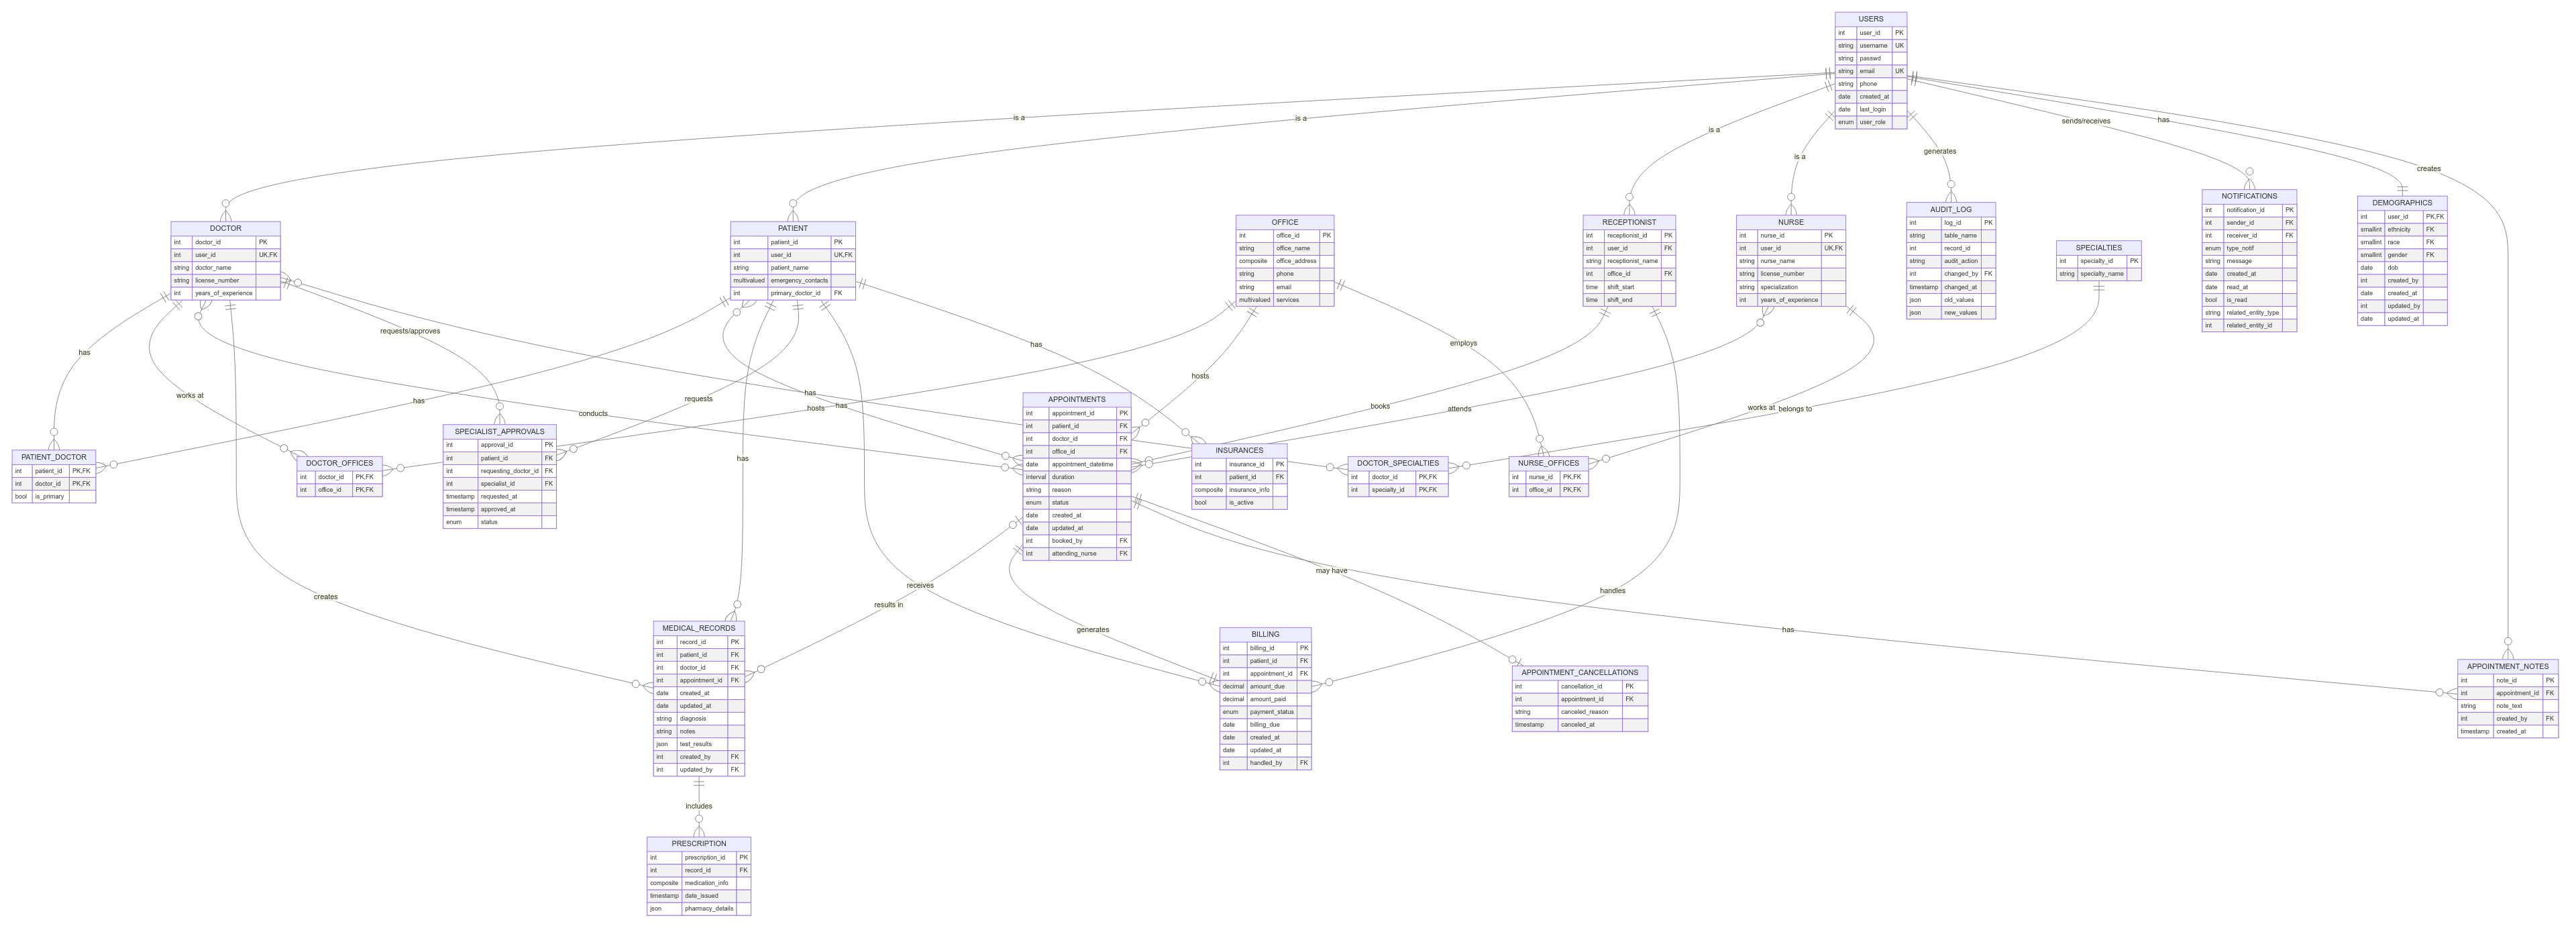 USERS
int user_id PK
string username UK
string passwd
string email UK
string phone
date created_at
date last_login
enum user_role
is a
is a
is a
is a
generates
sends/receives
has
creates
DOCTOR
int doctor_id PK
int user_id UK,FK
string doctor_name
string license_number
int years_of_experience
PATIENT
int patient_id PK
int user_id UK,FK
string patient_name
multivalued emergency_contacts
int primary_doctor_id FK
OFFICE
int office_id PK
string office_name
composite office_address
string phone
string email
multivalued services
RECEPTIONIST
int receptionist_id PK
int user_id FK
string receptionist_name
int office_id FK
time shift_start
time shift_end
NURSE
int nurse_id PK
int user_id UK,FK
string nurse_name
string license_number
string specialization
int years_of_experience
AUDIT_LOG
int log_id PK
string table_name
int record_id
string audit_action
int changed_by FK
timestamp changed_at
json old_values
json new_values
SPECIALTIES
int specialty_id PK
string specialty_name
NOTIFICATIONS
int notification_id PK
int sender_id FK
int receiver_id FK
enum type_notif
string message
date created_at
date read_at
bool is_read
string related_entity_type
int related_entity_id
DEMOGRAPHICS
int user_id PK,FK
smallint ethnicity FK
smallint race FK
smallint gender FK
date dob
int created_by
date created_at
int updated_by
date updated_at
has
works at
requests/approves
has
conducts
requests
has
has
hosts
has
hosts
employs
books
attends
works at
belongs to
PATIENT_DOCTOR
int patient_id PK,FK
int doctor_id PK,FK
bool is_primary
DOCTOR_OFFICES
int doctor_id PK,FK
int office_id PK,FK
SPECIALIST_APPROVALS
int approval_id PK
int patient_id FK
int requesting_doctor_id FK
int specialist_id FK
timestamp requested_at
timestamp approved_at
enum status
APPOINTMENTS
int appointment_id PK
int patient_id FK
int doctor_id FK
int office_id FK
date appointment_datetime
interval duration
string reason
enum status
date created_at
date updated_at
int booked_by FK
int attending_nurse FK
INSURANCES
int insurance_id PK
int patient_id FK
composite insurance_info
bool is_active
DOCTOR_SPECIALTIES
int doctor_id PK,FK
int specialty_id PK,FK
NURSE_OFFICES
int nurse_id PK,FK
int office_id PK,FK
has
creates
receives
results in
generates
may have
handles
has
MEDICAL_RECORDS
int record_id PK
int patient_id FK
int doctor_id FK
int appointment_id FK
date created_at
date updated_at
string diagnosis
string notes
json test_results
int created_by FK
int updated_by FK
BILLING
int billing_id PK
int patient_id FK
int appointment_id FK
decimal amount_due
decimal amount_paid
enum payment_status
date billing_due
date created_at
date updated_at
int handled_by FK
APPOINTMENT_CANCELLATIONS
int cancellation_id PK
int appointment_id FK
string canceled_reason
timestamp canceled_at
APPOINTMENT_NOTES
int note_id PK
int appointment_id FK
string note_text
int created_by FK
timestamp created_at
includes
PRESCRIPTION
int prescription_id PK
int record_id FK
composite medication_info
timestamp date_issued
json pharmacy_details